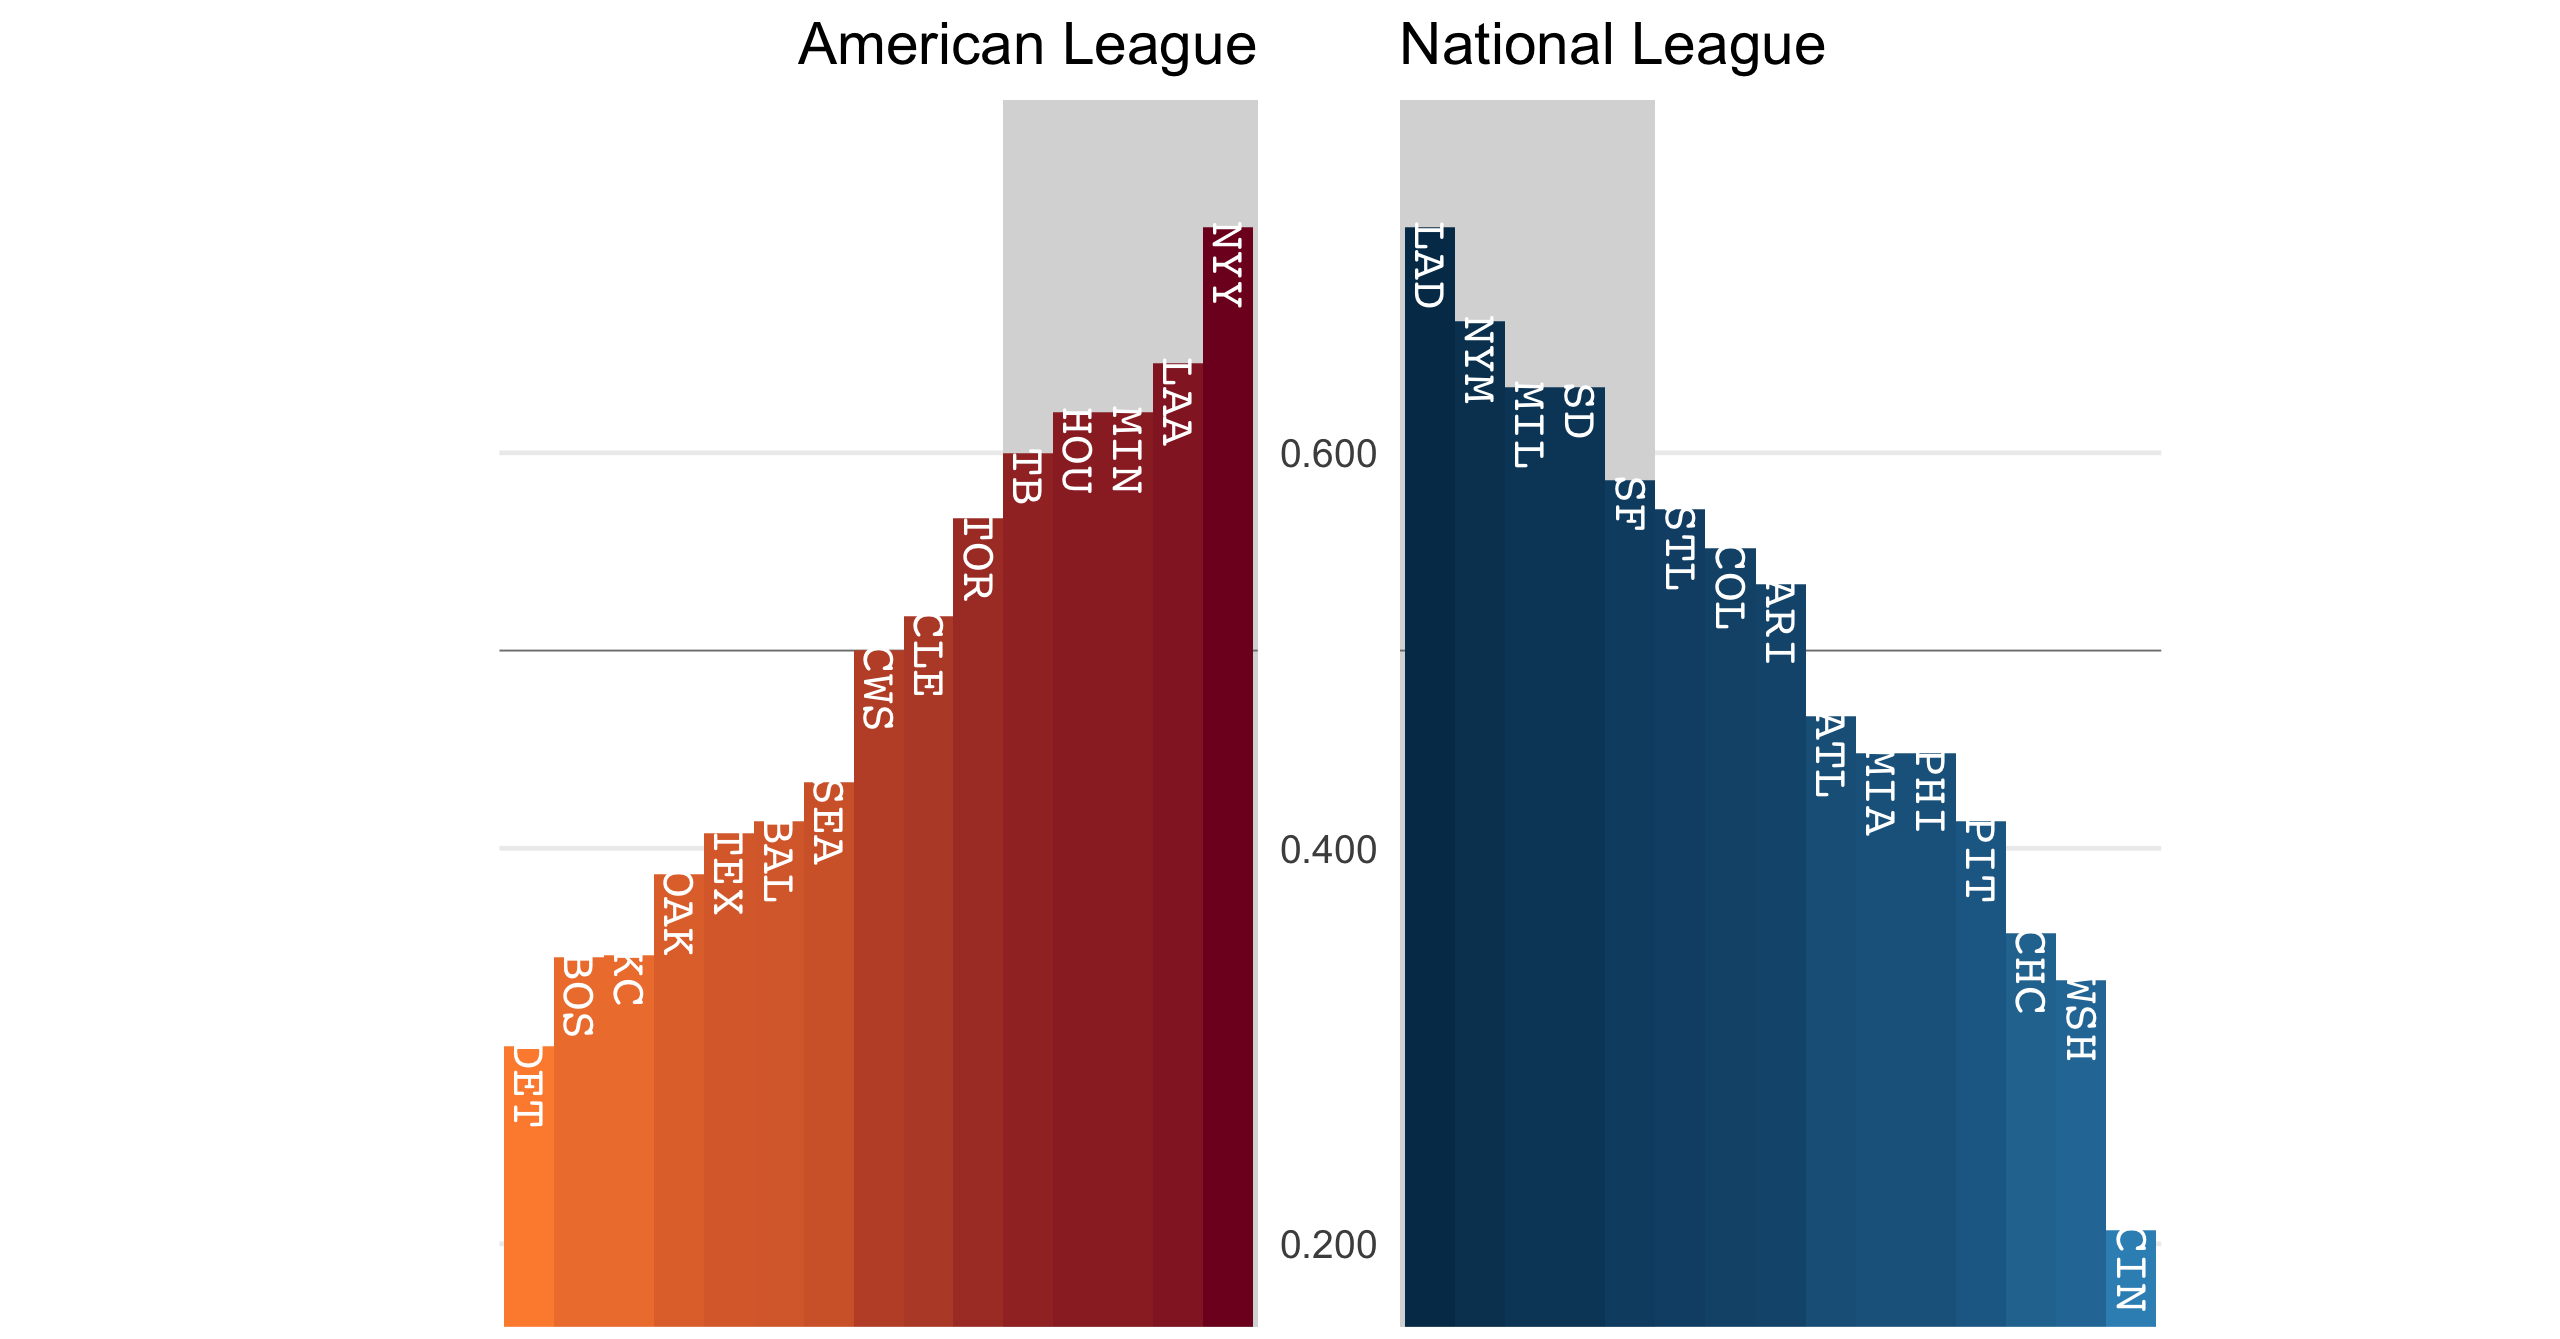 American League
National League
NYY
LAA
MIN
HOU
TB
TOR
CLE
CWS
SEA
BAL
TEX
OAK
KC
BOS
DET
0.600
0.400
0.200
LAD
NYM
MIL
SD
SF
STL
COL
ARI
ATL
MIA
PHI
PIT
CHC
WSH
CIN